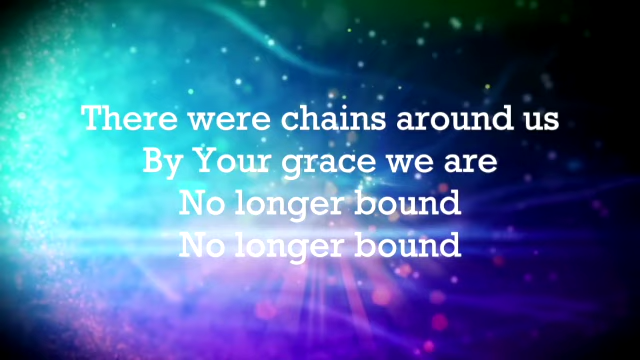 There were chains around us
By Your grace we are
No longer bound
No longer bound